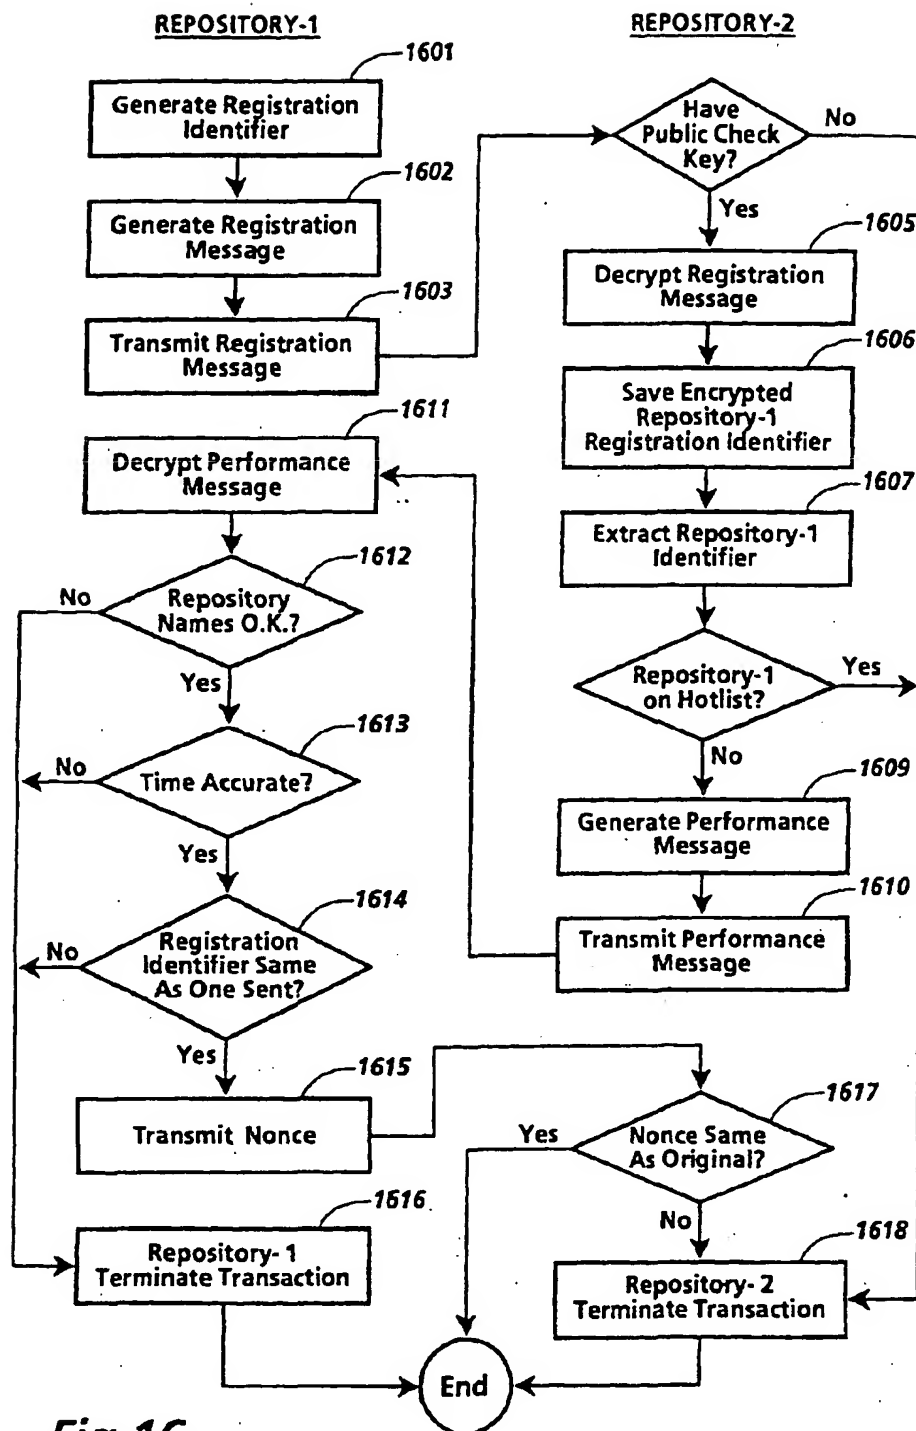 REPOSITORY-1
1601
Generate Registration
Identifier
1602
Generate Registration
Message
1603
Transmit Registration
Message
1611
Decrypt Performance
Message
1612
Repository
Names O.K.?
No
Yes
1613
Time Accurate?
No
Yes
1614
Registration
Identifier Same
As One Sent?
No
Yes
1615
Transmit Nonce
1616
Repository- 1
Terminate Transaction
REPOSITORY-2
Have
Public Check
Key?
No
Yes
1605
Decrypt Registration
Message
1606
Save Encrypted
Repository-1
Registration Identifier
1607
Extract Repository-1
Identifier
Repository-1
on Hotlist?
Yes
No
1609
Generate Performance
Message
1610
Transmit Performance
Message
1617
Nonce Same
As Original?
Yes
No
1618
Repository- 2
Terminate Transaction
End
Fig.16